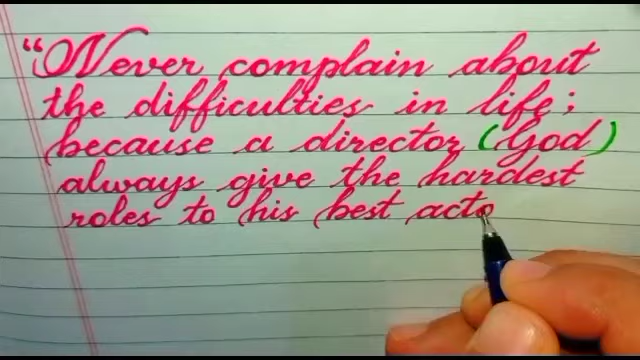 “Never complain about
the difficulties in life;
because a director (God)
always give the hardest
roles to his best acto